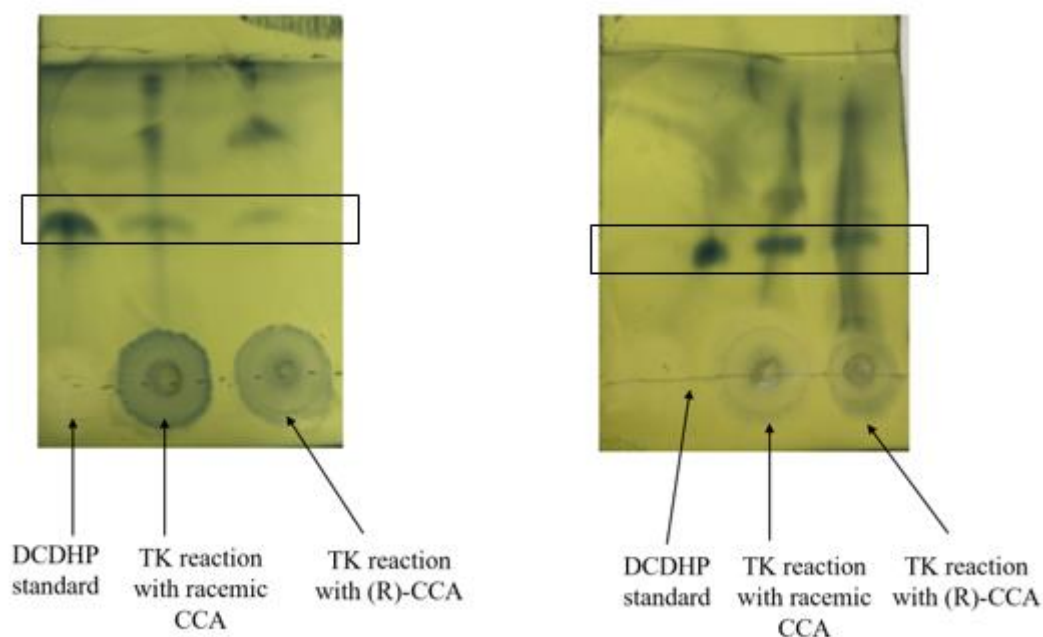 DCDHP
standard
TK reaction
with racemic
CCA
TK reaction
with (R)-CCA
DCDHP
standard
TK reaction
with racemic
CCA
TK reaction
with (R)-CCA